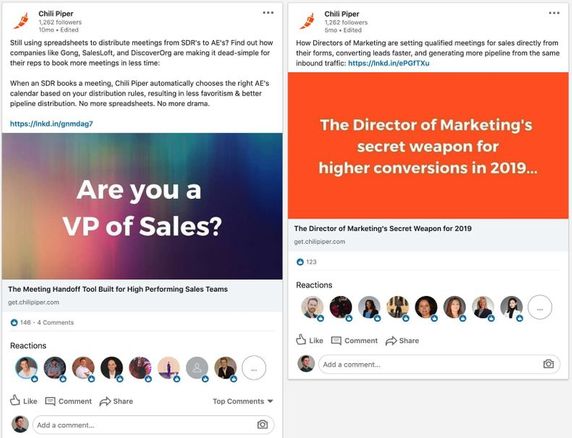 Chili Piper
1,262 followers
10mo • Edited
Still using spreadsheets to distribute meetings from SDR's to AE's? Find out how
companies like Gong, SalesLoft, and DiscoverOrg are making it dead-simple
for their reps to book more meetings in less time:
When an SDR books a meeting, Chili Piper automatically chooses the right AE's
calendar based on your distribution rules, resulting in less favoritism & better
pipeline distribution. No more spreadsheets. No more drama.
https://lnkd.in/gnmdag7
Are you a
VP of Sales?
The Meeting Handoff Tool Built for High Performing Sales Teams
get.chilipiper.com
146 • 4 Comments
Reactions
...
Like
Comment
Share
Top Comments
Add a comment...
Chili Piper
1,262 followers
5mo • Edited
How Directors of Marketing are setting qualified meetings for sales directly from
their forms, converting leads faster, and generating more pipeline from the same
inbound traffic: https://lnkd.in/ePGfTXu
The Director of Marketing's
secret weapon for
higher conversions in 2019...
The Director of Marketing's Secret Weapon for 2019
get.chilipiper.com
123
Reactions
...
Like
Comment
Share
Add a comment...